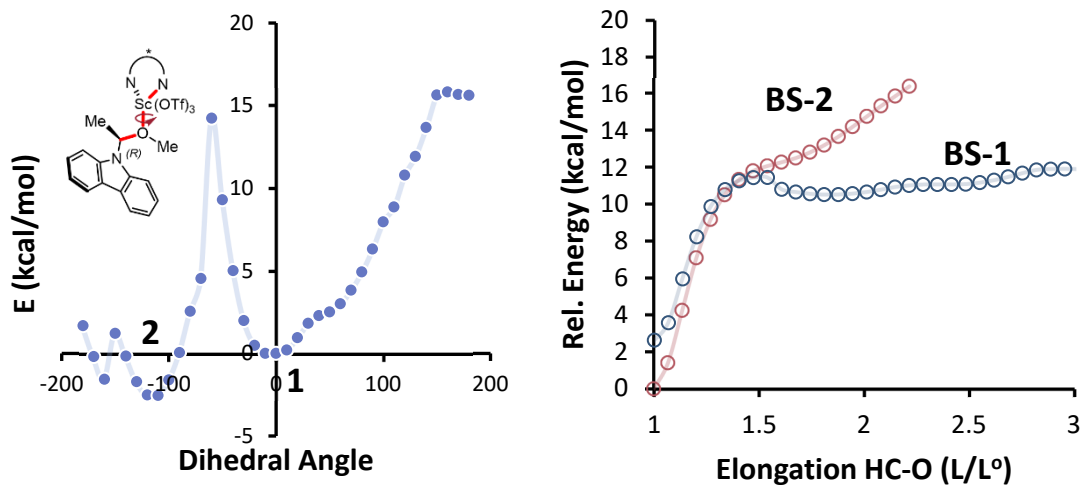 20
15
10
5
0
-5
-200
-100
0
100
200
E (kcal/mol)
Dihedral Angle
*
N
N
Sc(OTf)3
Me
O
Me
N
(R)
2
1
20
18
16
14
12
10
8
6
4
2
0
1
1.5
2
2.5
3
Rel. Energy (kcal/mol)
Elongation HC-O (L/Lº)
BS-2
BS-1